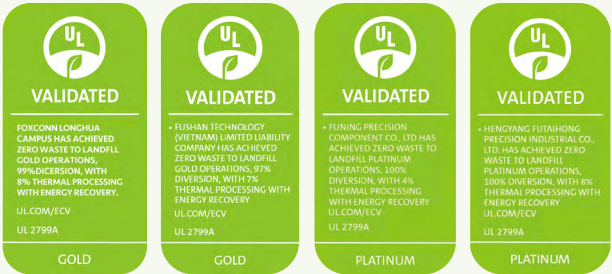 UL
VALIDATED
FOXCONN LONGHUA
CAMPUS HAS ACHIEVED
ZERO WASTE TO LANDFLL
GOLD OPERATIONS,
99%DICERSION, WITH
8% THERMAL PROCESSING
WITH ENERGY RECOVERY.
UL.COM/ECV
UL 2799A
GOLD
UL
VALIDATED
• FUSHAN TECHNOLOGY
(VIETNAM) LIMITED LIABILITY
COMPANY HAS ACHIEVED
ZERO WASTE TO LANDFILL
GOLD OPERATIONS, 97%
DIVERSION, WITH 7%
THERMAL PROCESSING WITH
ENERGY RECOVERY
UL.COM/ECV
UL 2799A
GOLD
UL
VALIDATED
• FUNING PRECISION
COMPONENT CO., LTD HAS
ACHIEVED ZERO WASTE TO
LANDFILL PLATINUM
OPERATIONS, 100%
DIVERSION, WITH 4%
THERMAL PROCESSING
WITH ENERGY RECOVERY
UL.COM/ECV
UL 2799A
PLATINUM
UL
VALIDATED
• HENGYANG FUTAIHONG
PRECISION INDUSTRIAL CO.,
LTD. HAS ACHIEVED ZERO
WASTE TO LANDFILL
PLATINUM OPERATIONS,
100% DIVERSION, WITH 8%
THERMAL PROCESSING WITH
ENERGY RECOVERY
UL.COM/ECV
UL 2799A
PLATINUM